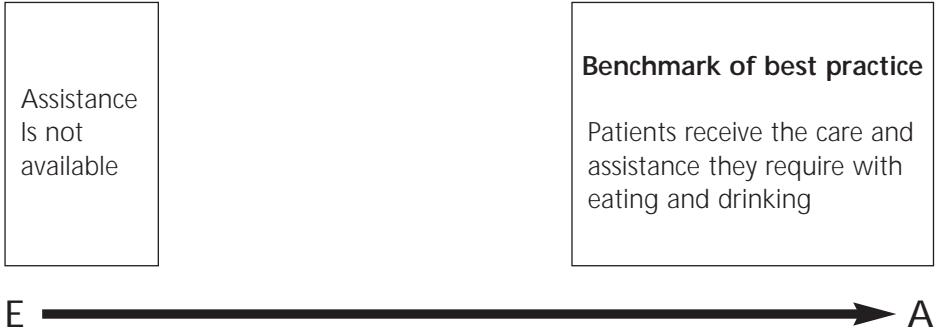 Assistance
Is not
available
Benchmark of best practice
Patients receive the care and
assistance they require with
eating and drinking
E
A